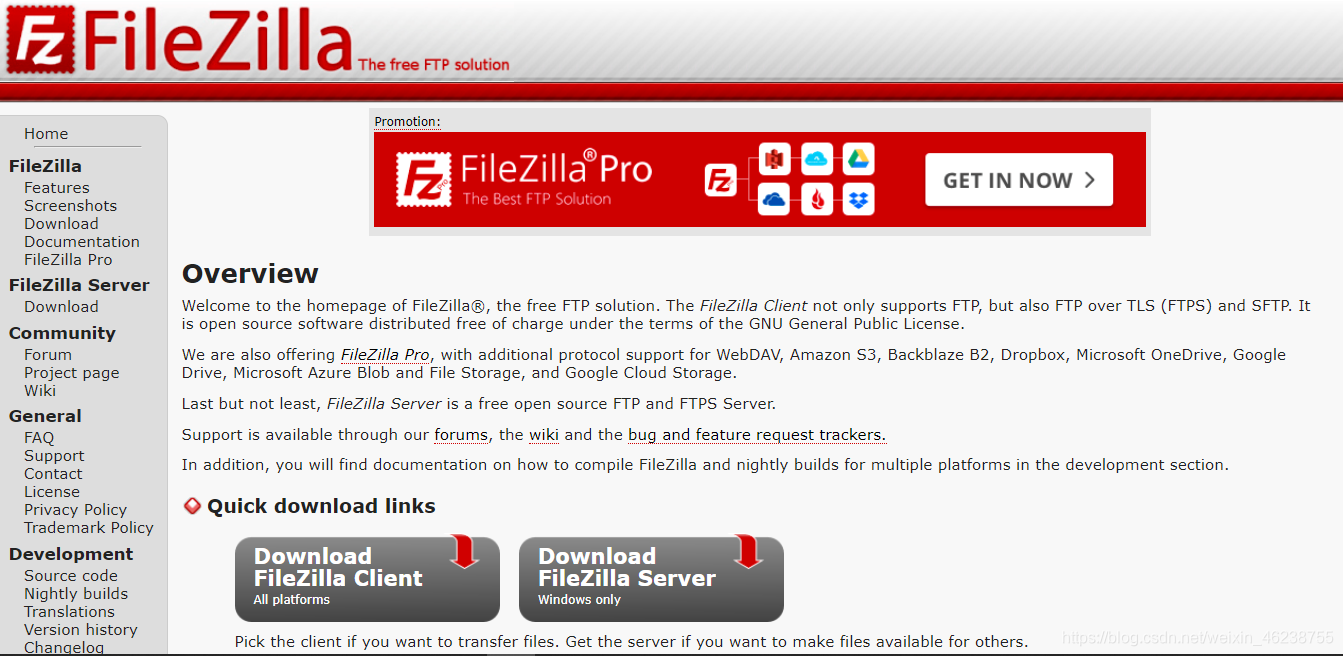 Fz FileZilla The free FTP solution
Home
FileZilla
Features
Screenshots
Download
Documentation
FileZilla Pro
FileZilla Server
Download
Community
Forum
Project page
Wiki
General
FAQ
Support
Contact
License
Privacy Policy
Trademark Policy
Development
Source code
Nightly builds
Translations
Version history
Changelog
Promotion:
Fz Pro FileZilla®Pro
The Best FTP Solution
Fz
GET IN NOW
Overview
Welcome to the homepage of FileZilla®, the free FTP solution. The FileZilla Client not only supports FTP, but also FTP over TLS (FTPS) and SFTP. It
is open source software distributed free of charge under the terms of the GNU General Public License.
We are also offering FileZilla Pro, with additional protocol support for WebDAV, Amazon S3, Backblaze B2, Dropbox, Microsoft OneDrive, Google
Drive, Microsoft Azure Blob and File Storage, and Google Cloud Storage.
Last but not least, FileZilla Server is a free open source FTP and FTPS Server.
Support is available through our forums, the wiki and the bug and feature request trackers.
In addition, you will find documentation on how to compile FileZilla and nightly builds for multiple platforms in the development section.
Quick download links
Download
FileZilla Client
All platforms
Download
FileZilla Server
Windows only
Pick the client if you want to transfer files. Get the server if you want to make files available for others.
https://blog.csdn.net/weixin_46238755